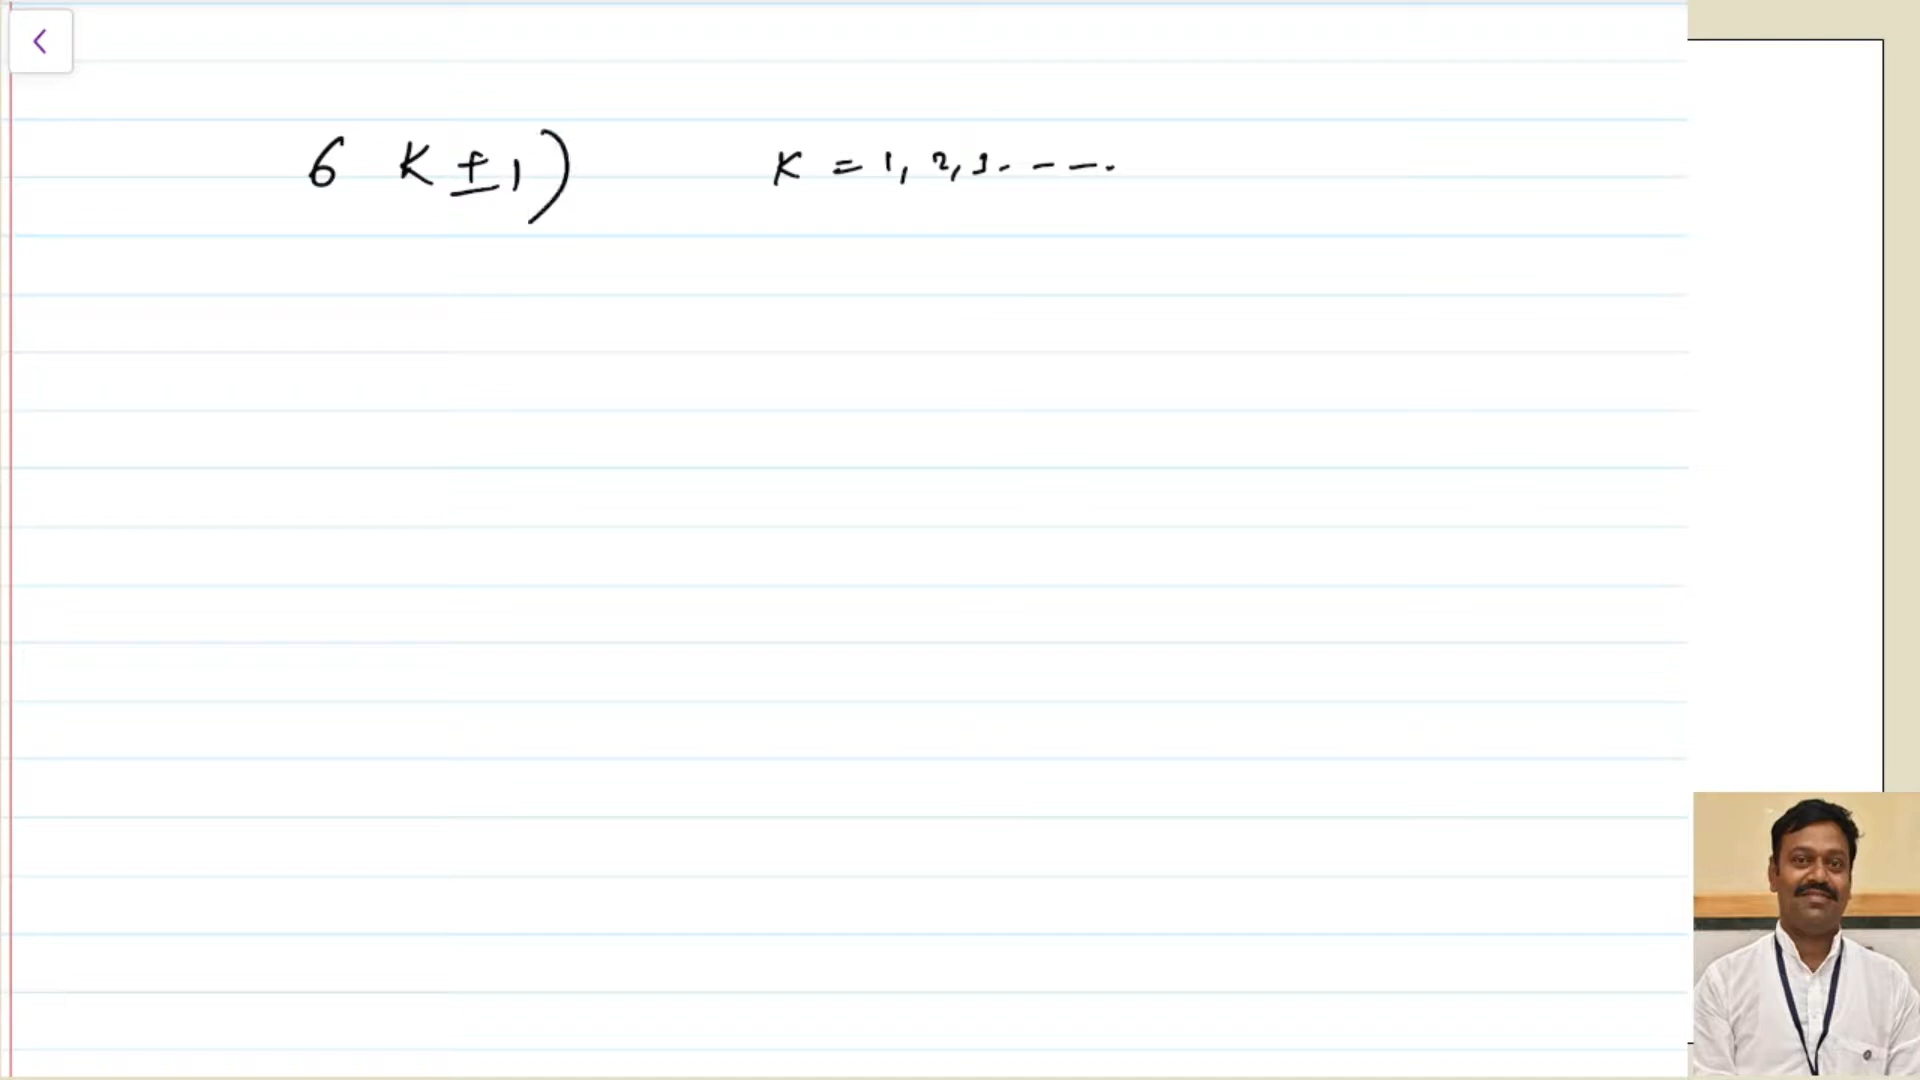 6 K ± 1) K = 1, 2, 3. - - .